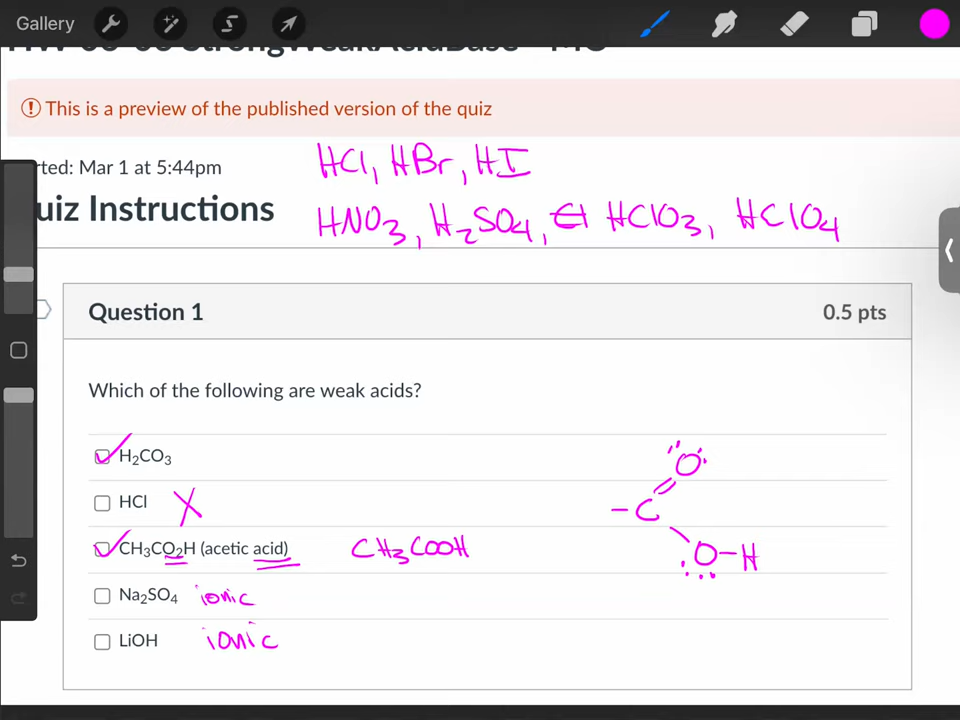 Gallery
This is a preview of the published version of the quiz
rted: Mar 1 at 5:44pm
HCl, HBr, HI
uiz Instructions
HNO3, H2SO4, HClO3, HClO4
Question 1 0.5 pts
Which of the following are weak acids?
H2CO3
HCl X
CH3CO2H (acetic acid) CH3COOH
Na2SO4 ionic
LiOH ionic
O
-C
O-H